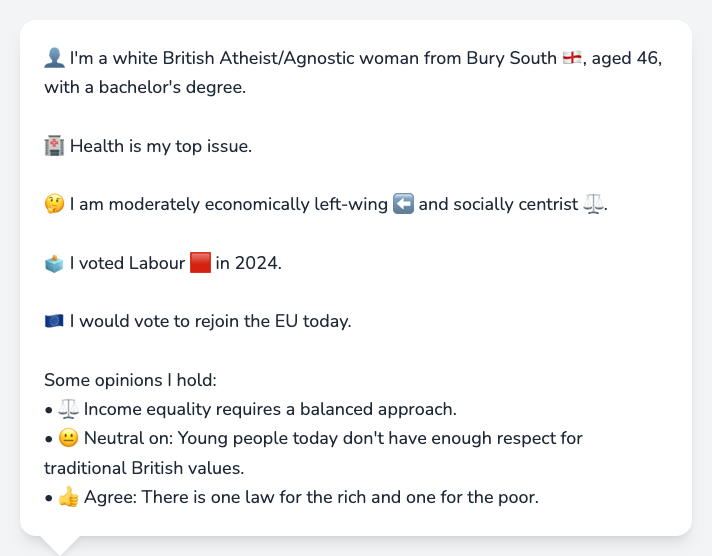 👤 I'm a white British Atheist/Agnostic woman from Bury South 🏴󠁧󠁢󠁥󠁮󠁧󠁿, aged 46,
with a bachelor's degree.
🏥 Health is my top issue.
🤔 I am moderately economically left-wing ⬅️ and socially centrist ⚖️.
🗳️ I voted Labour 🟥 in 2024.
🇪🇺 I would vote to rejoin the EU today.
Some opinions I hold:
• ⚖️ Income equality requires a balanced approach.
• 😐 Neutral on: Young people today don't have enough respect for
traditional British values.
• 👍 Agree: There is one law for the rich and one for the poor.